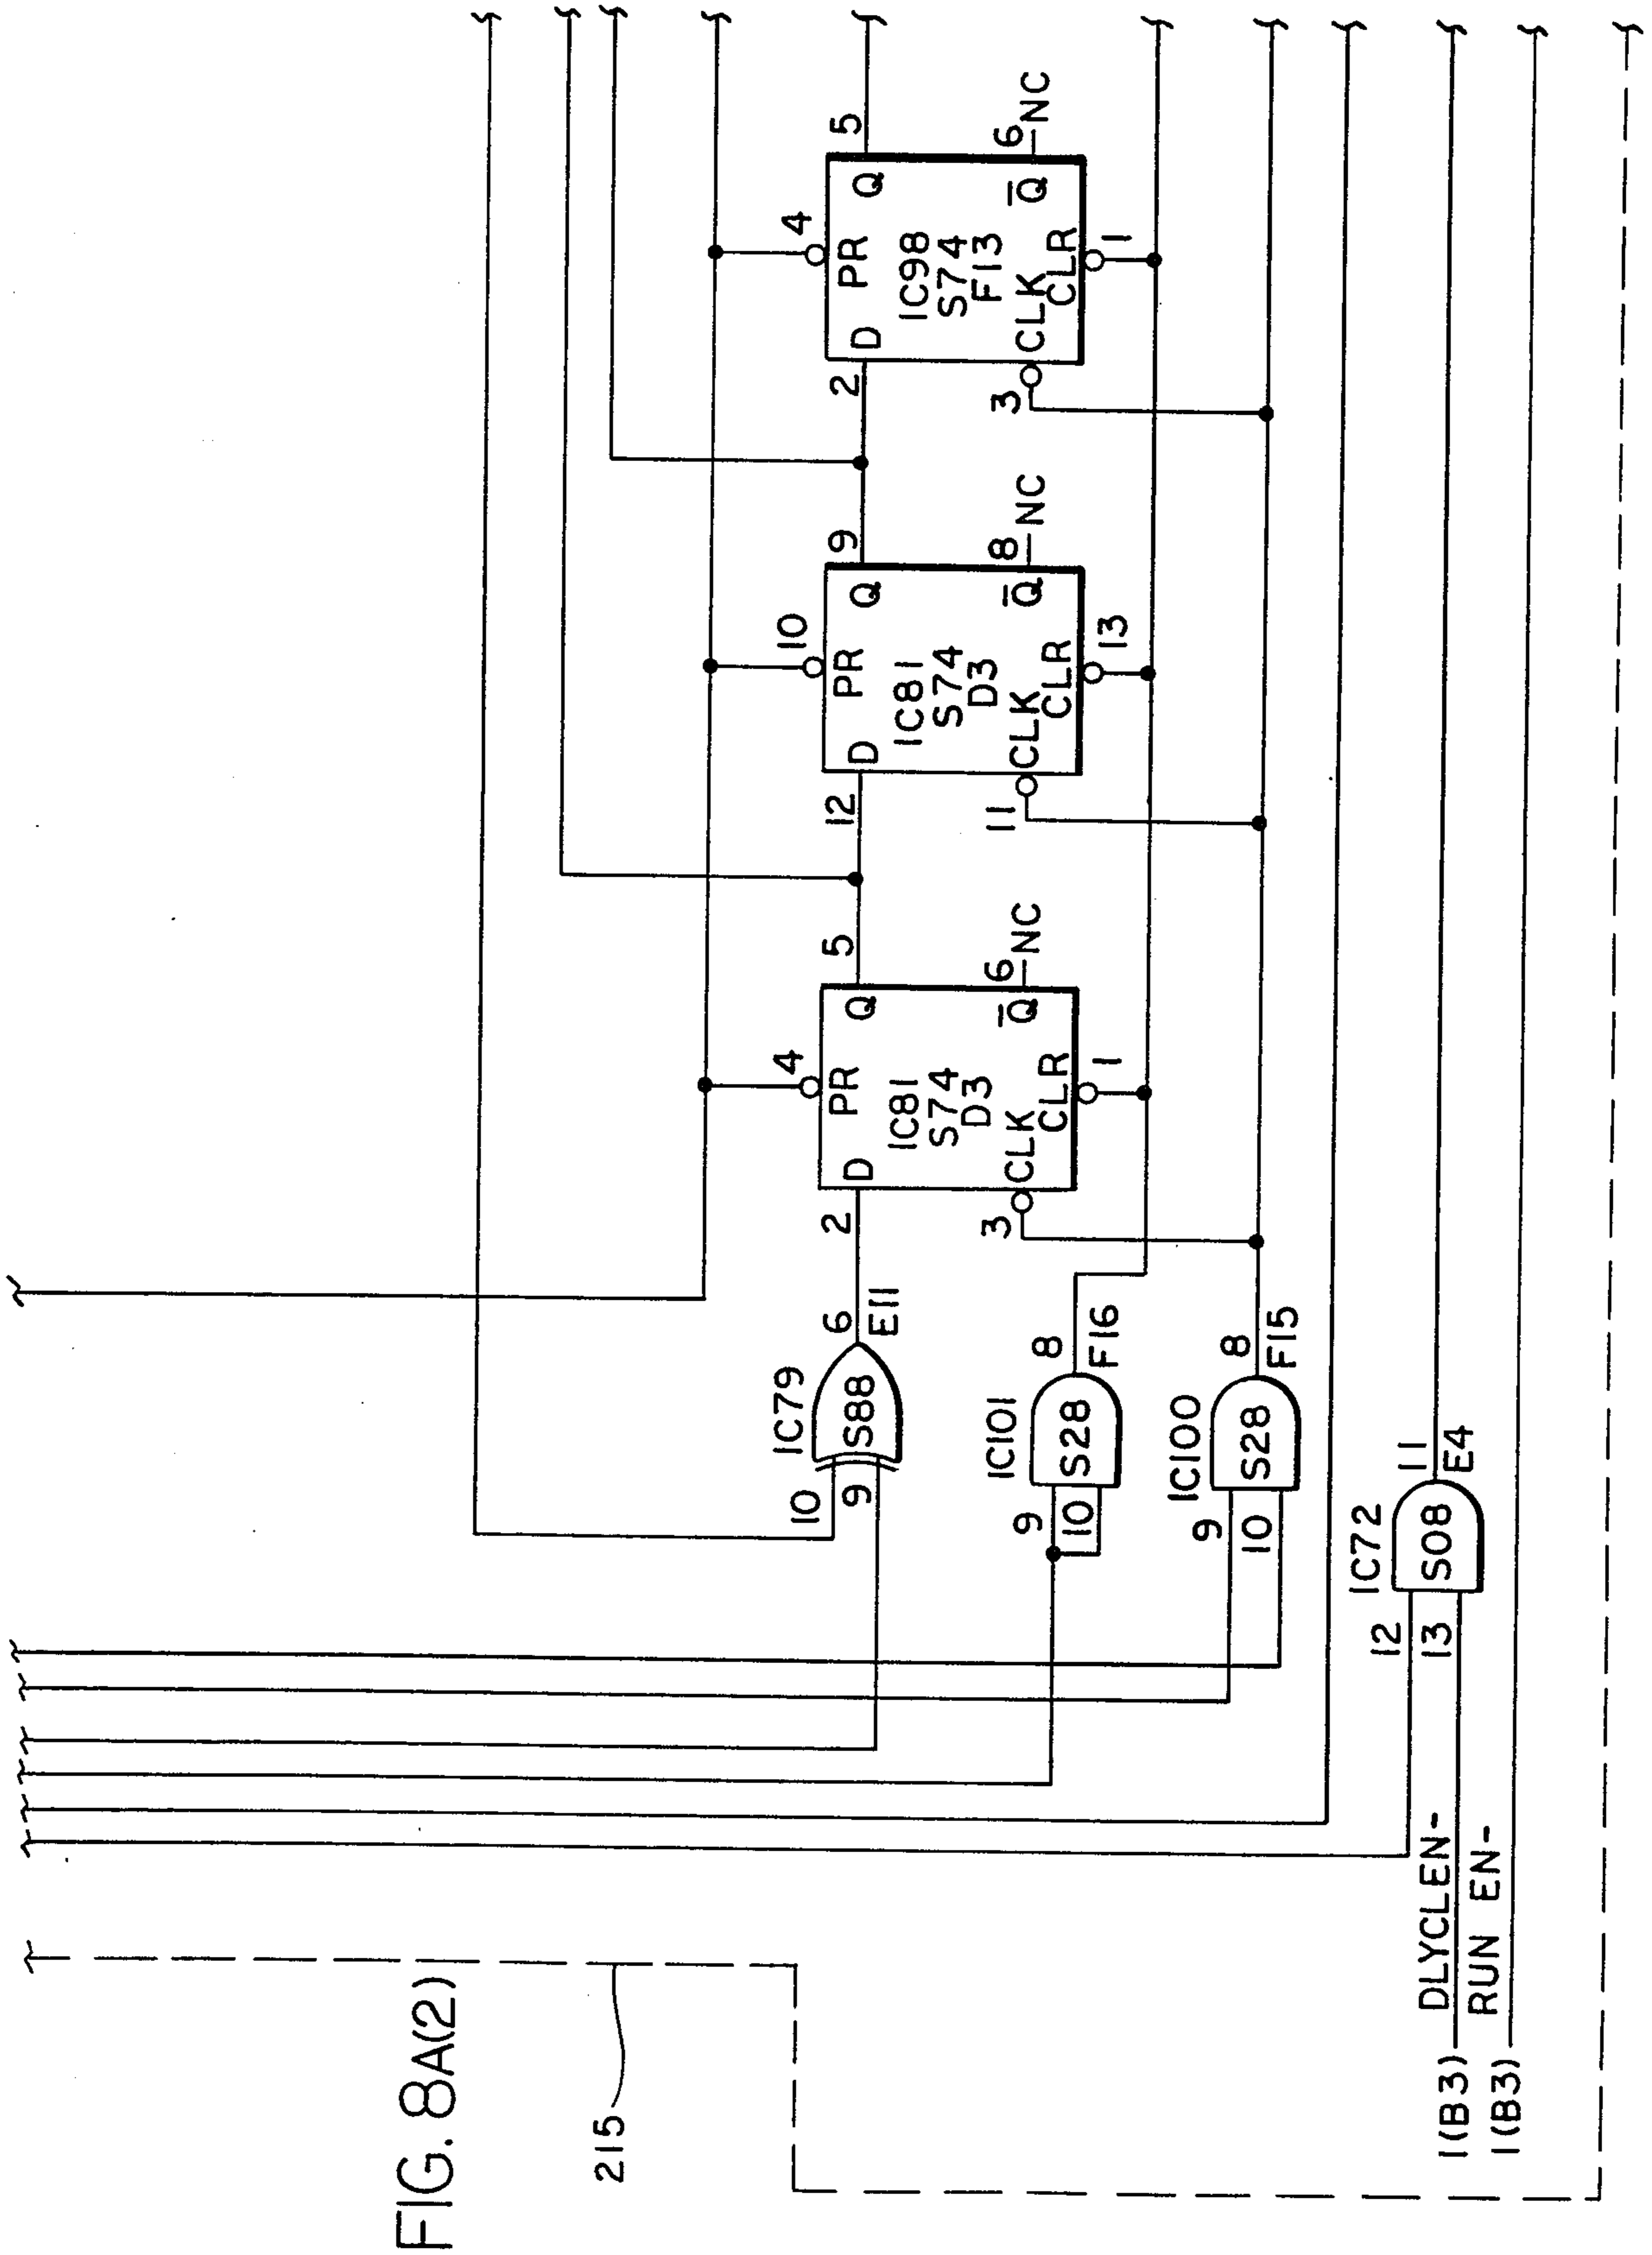 FIG. 8A(2)
215
IC79
10
9
S88
6
E11
2
D
4
PR
IC81
S74
D3
Q
5
Q̅
6
NC
3
CLK
CLR
1
12
D
10
PR
IC81
S74
D3
Q
9
Q̅
8
NC
11
CLK
CLR
13
2
D
4
PR
IC98
S74
F13
Q
5
Q̅
6
NC
3
CLK
CLR
1
IC101
9
10
S28
8
F16
IC100
9
10
S28
8
F15
IC72
12
13
S08
11
E4
1(B3) DLYCLEN-
1(B3) RUN EN-